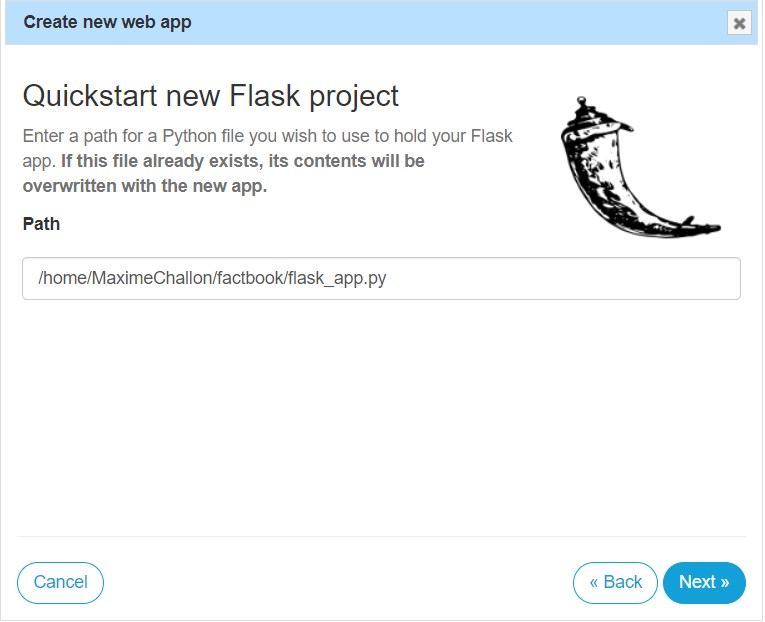 Create new web app
Quickstart new Flask project
Enter a path for a Python file you wish to use to hold your Flask
app. If this file already exists, its contents will be
overwritten with the new app.
Path
/home/MaximeChallon/factbook/flask_app.py
Cancel
« Back
Next »